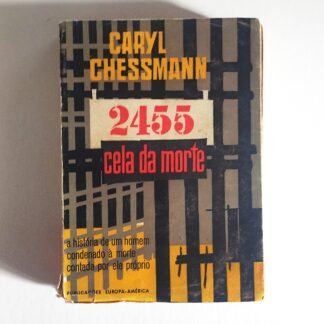 CARYL
CHESSMANN
2455
cela da morte
a história de um homem
condenado à morte
contada por ele próprio
PUBLICAÇÕES EUROPA-AMÉRICA